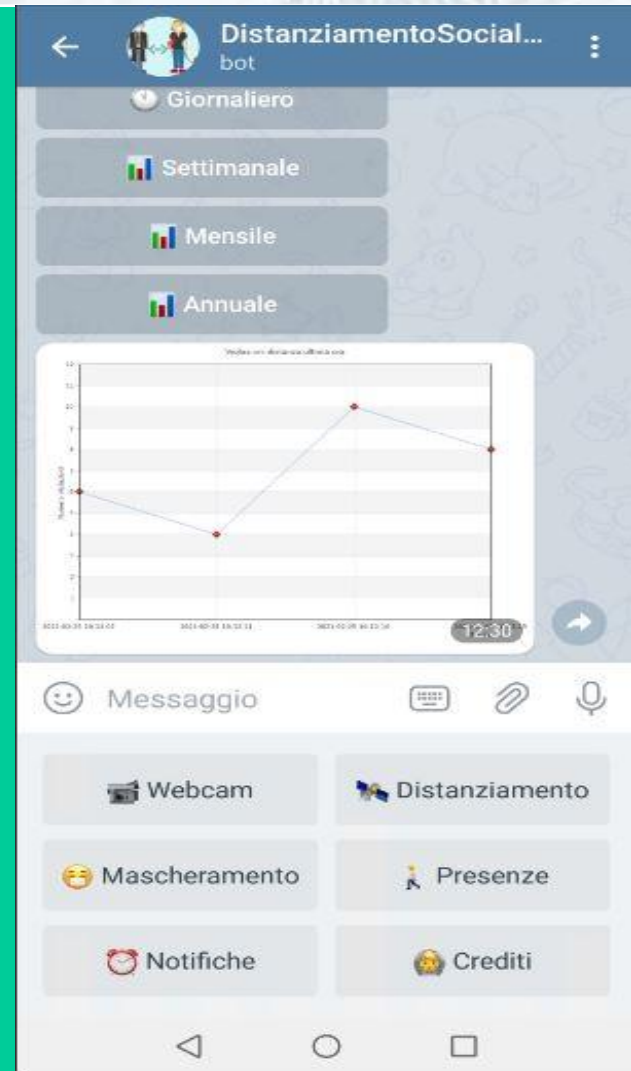 DistanziamentoSocial...
bot
Giornaliero
Settimanale
Mensile
Annuale
12:30
Messaggio
Webcam
Distanziamento
Mascheramento
Presenze
Notifiche
Crediti